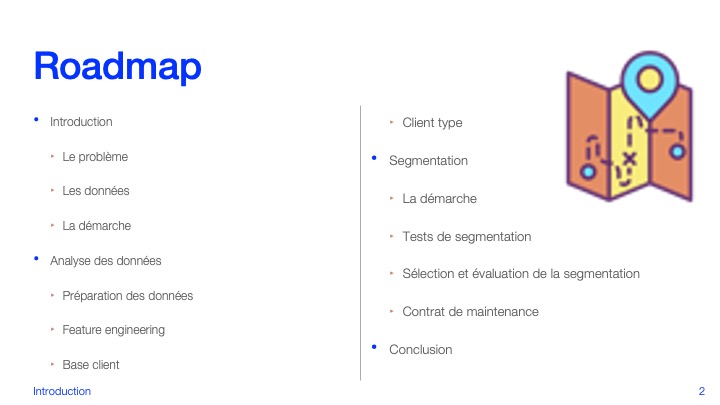 Roadmap
• Introduction
‣ Le problème
‣ Les données
‣ La démarche
• Analyse des données
‣ Préparation des données
‣ Feature engineering
‣ Base client
‣ Client type
• Segmentation
‣ La démarche
‣ Tests de segmentation
‣ Sélection et évaluation de la segmentation
‣ Contrat de maintenance
• Conclusion
Introduction
2